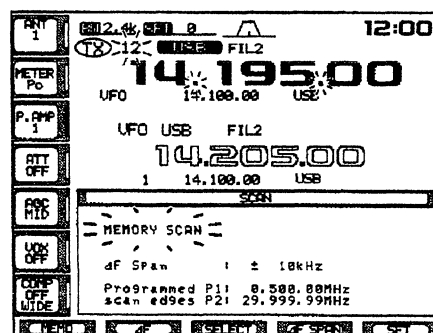 ANT
1
METER
Po
P.AMP
1
ATT
OFF
AGC
MID
VOX
OFF
COMP
OFF
WIDE
BW 2.4k, SFT 0
12:00
TX 12 USB FIL2
14.195.00
VFO 14.100.00 USB
VFO USB FIL2
14.205.00
1 14.100.00 USB
SCAN
MEMORY SCAN
dF Span : ± 10kHz
Programmed P1: 0.500.00MHz
scan edges P2: 29.999.99MHz
MEMO dF SELECT dF SPAN SET